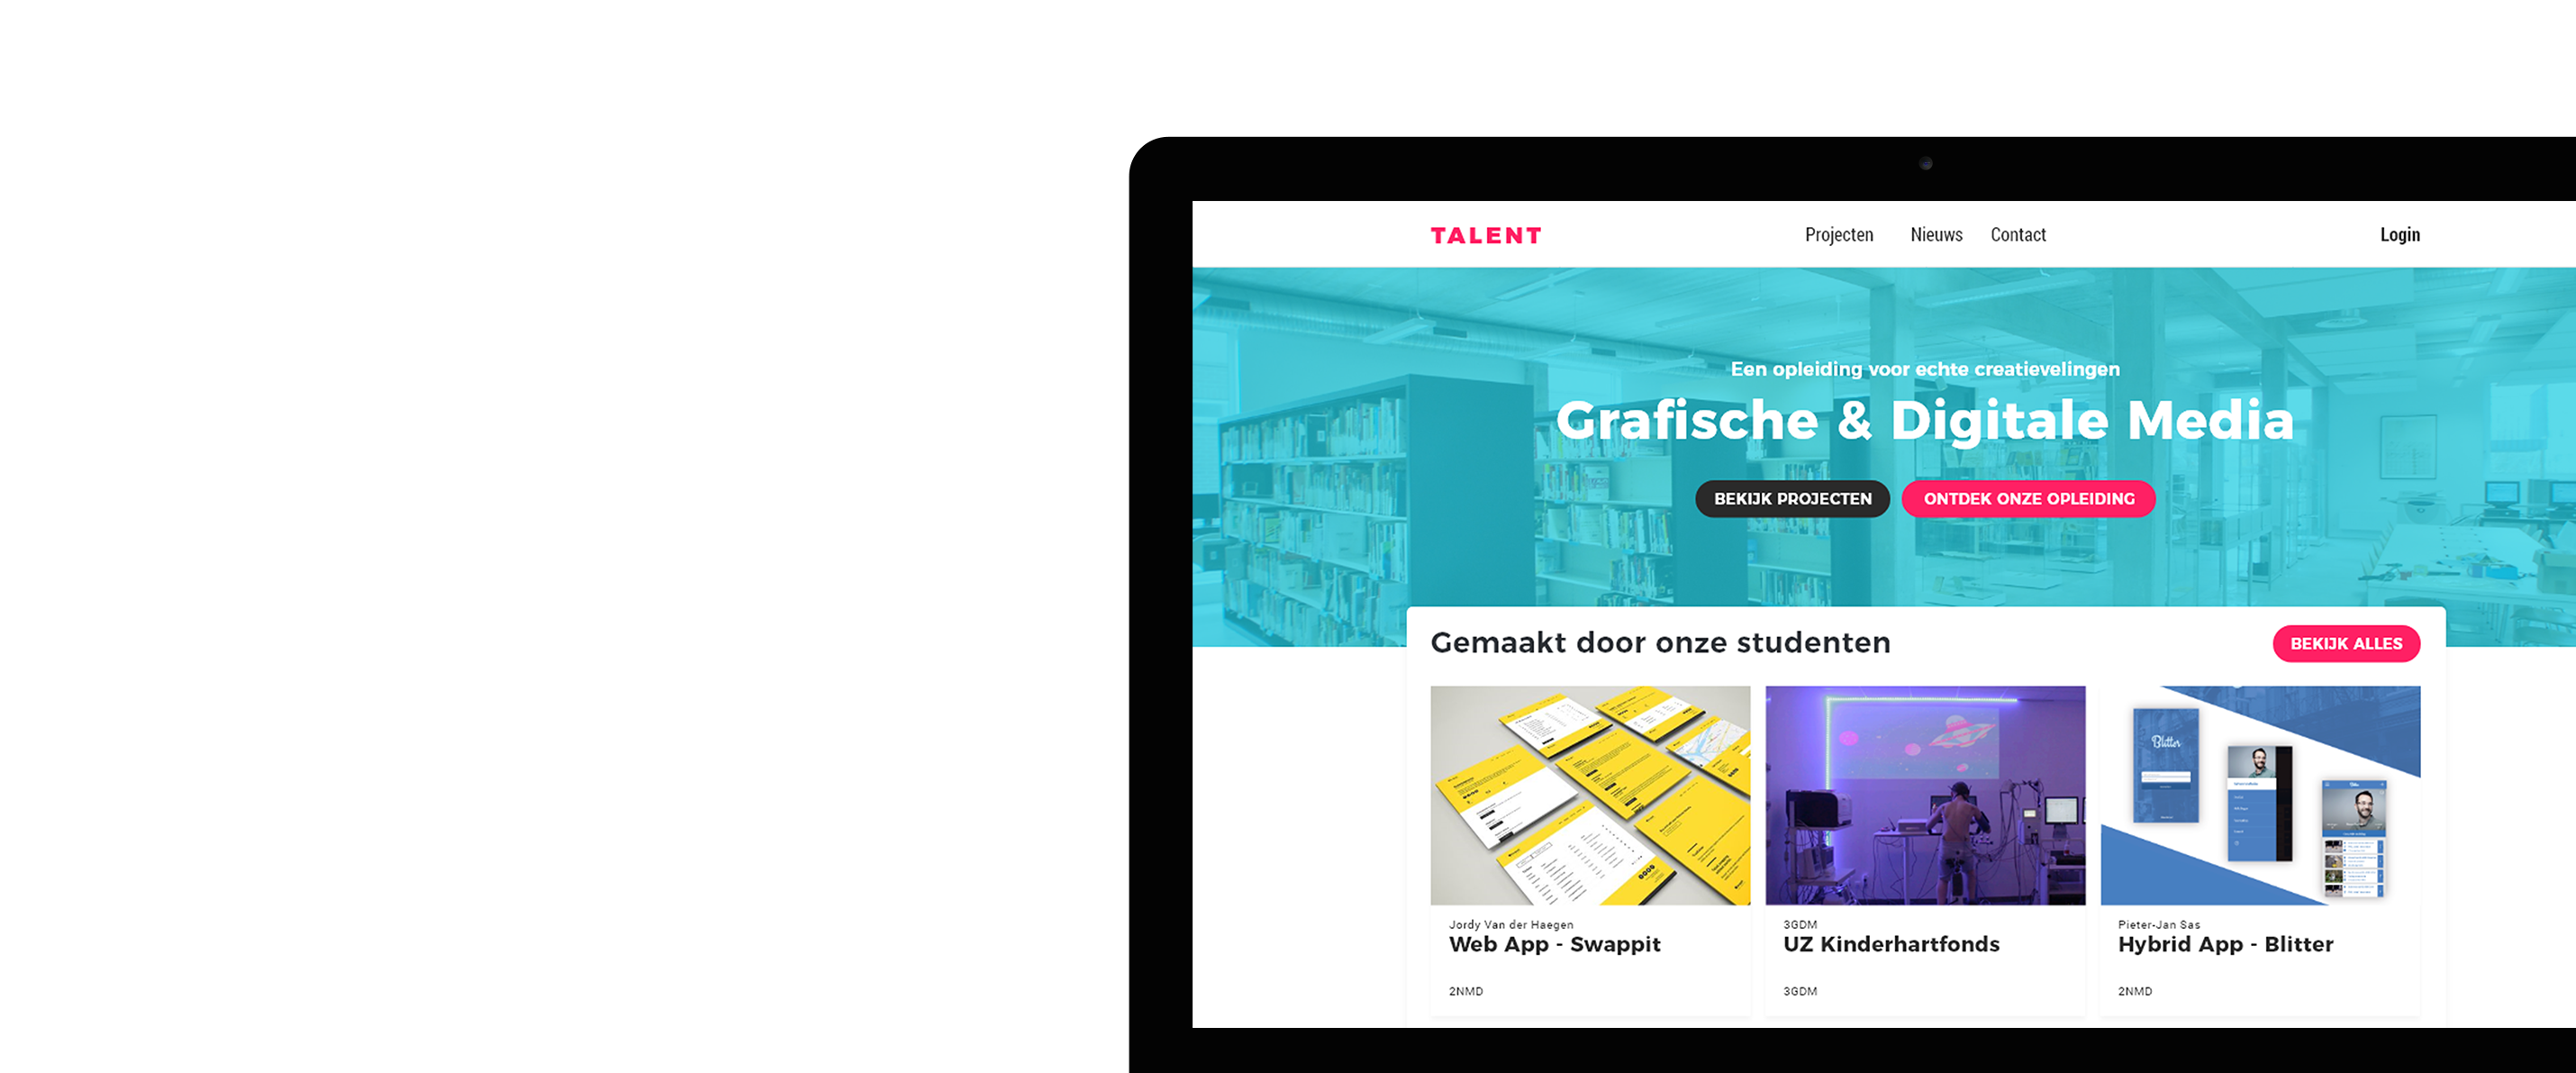 TALENT
Projecten Nieuws Contact
Login
Een opleiding voor echte creatievelingen
Grafische & Digitale Media
BEKIJK PROJECTEN
ONTDEK ONZE OPLEIDING
Gemaakt door onze studenten
BEKIJK ALLES
Blitter
Jordy Van der Haegen
Web App - Swappit
2NMD
3GDM
UZ Kinderhartfonds
3GDM
Pieter-Jan Sas
Hybrid App - Blitter
2NMD